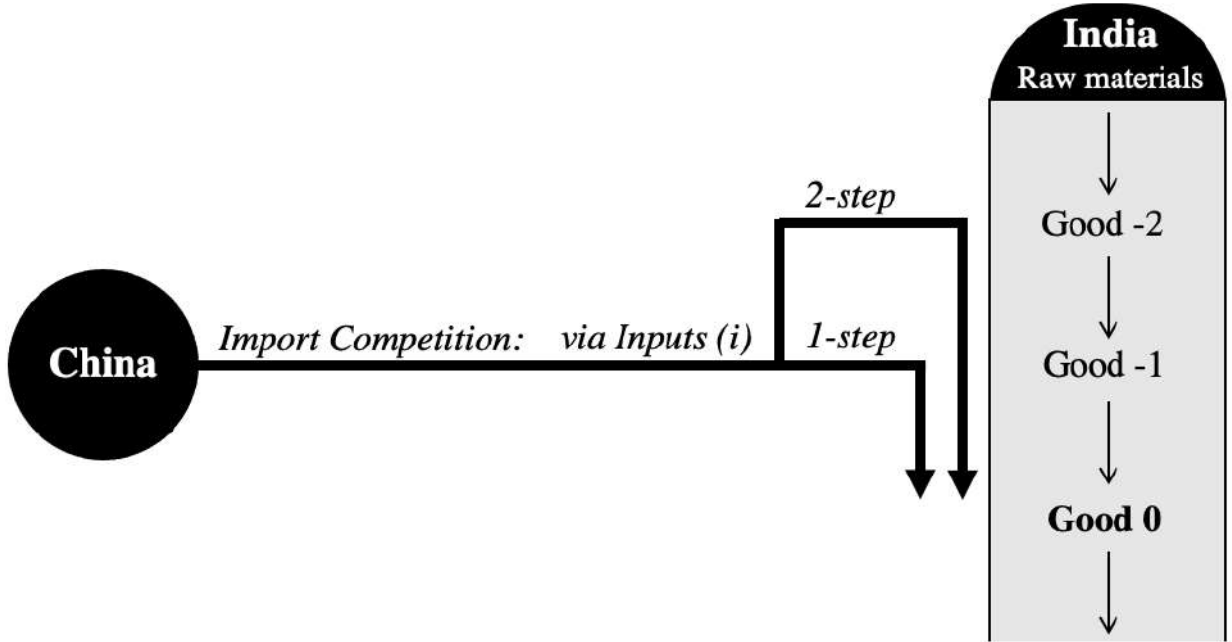 India
Raw materials
2-step
Good -2
China
Import Competition: via Inputs (i)
1-step
Good -1
Good 0